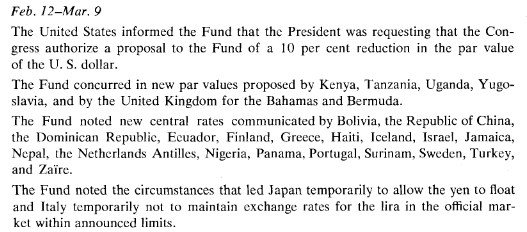 Feb. 12–Mar. 9
The United States informed the Fund that the President was requesting that the Con-
gress authorize a proposal to the Fund of a 10 per cent reduction in the par value
of the U. S. dollar.
The Fund concurred in new par values proposed by Kenya, Tanzania, Uganda, Yugo-
slavia, and by the United Kingdom for the Bahamas and Bermuda.
The Fund noted new central rates communicated by Bolivia, the Republic of China,
the Dominican Republic, Ecuador, Finland, Greece, Haiti, Iceland, Israel, Jamaica,
Nepal, the Netherlands Antilles, Nigeria, Panama, Portugal, Surinam, Sweden, Turkey,
and Zaïre.
The Fund noted the circumstances that led Japan temporarily to allow the yen to float
and Italy temporarily not to maintain exchange rates for the lira in the official mar-
ket within announced limits.